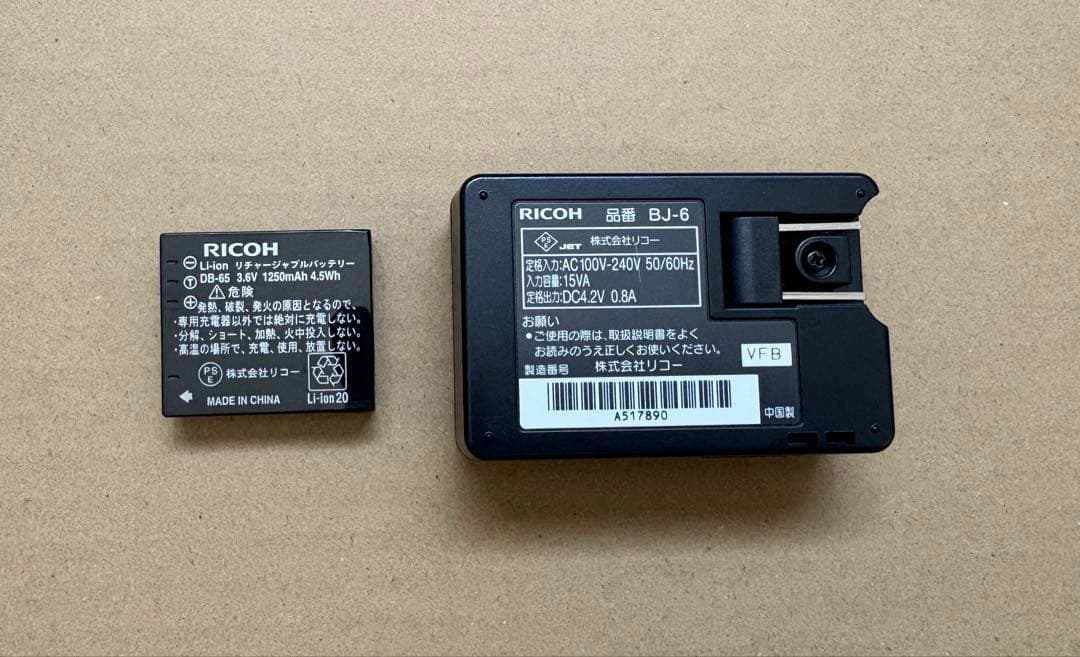 RICOH
Li-ion リチャージャブルバッテリー
DB-65 3.6V 1250mAh 4.5Wh
危険
発熱、破裂、発火の原因となるので、
・専用充電器以外では絶対に充電しない。
・分解、ショート、加熱、火中投入しない。
・高温の場所で、充電、使用、放置しない。
PS
E
株式会社リコー
MADE IN CHINA
Li-ion20
RICOH 品番 BJ-6
PS
E
JET 株式会社リコー
定格入力:AC100V-240V 50/60Hz
入力容量:15VA
定格出力:DC4.2V 0.8A
お願い
●ご使用の際は、取扱説明書をよく
お読みのうえ正しくお使いください。
VFB
製造番号 株式会社リコー
A517890
中国製